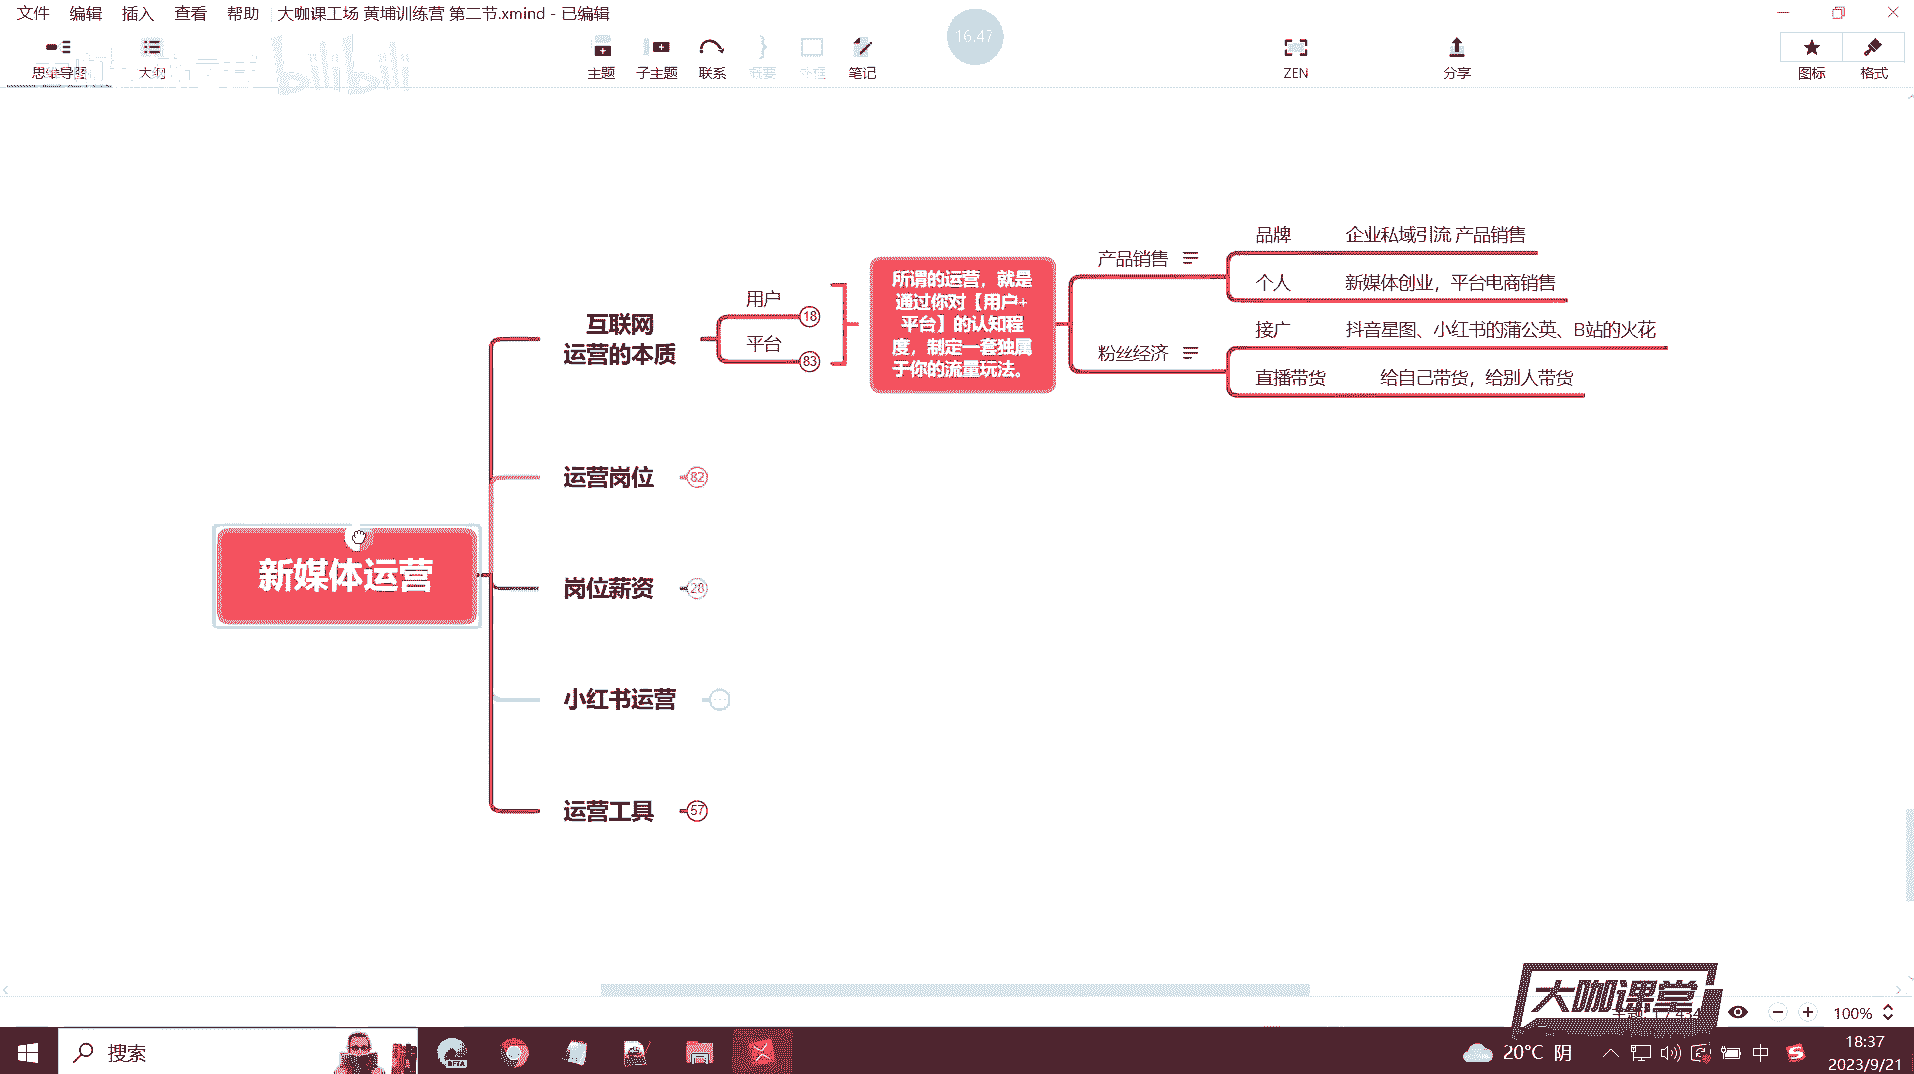 文件 编辑 插入 查看 帮助 大咖课工场 黄埔训练营 第二节.xmind - 已编辑
16:47
思维导图 大纲 主题 子主题 联系 概要 外框 笔记 ZEN 分享 图标 格式
bilibili
新媒体运营
互联网
运营的本质
用户
18
平台
83
所谓的运营，就是
通过你对【用户+
平台】的认知程
度，制定一套独属
于你的流量玩法。
产品销售
品牌 企业私域引流 产品销售
个人 新媒体创业，平台电商销售
粉丝经济
接广 抖音星图、小红书的蒲公英、B站的火花
直播带货 给自己带货，给别人带货
运营岗位 82
岗位薪资 28
小红书运营
运营工具 57
大咖课堂
100%
搜索
20°C 阴
中
18:37
2023/9/21